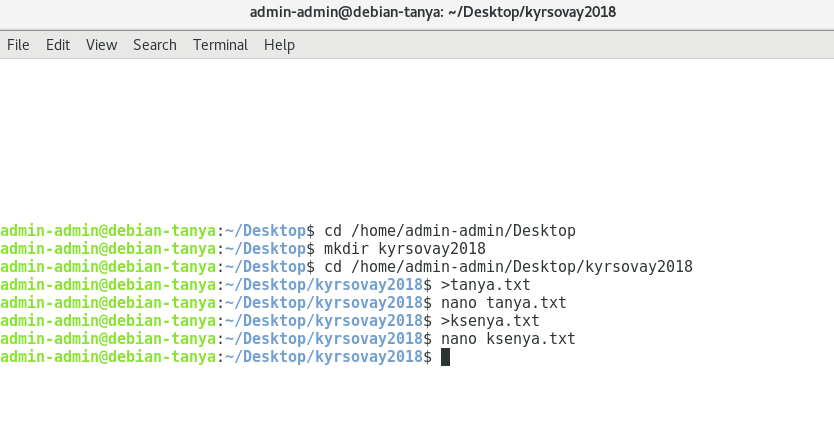 admin-admin@debian-tanya: ~/Desktop/kyrsovay2018
File Edit View Search Terminal Help
admin-admin@debian-tanya:~/Desktop$ cd /home/admin-admin/Desktop
admin-admin@debian-tanya:~/Desktop$ mkdir kyrsovay2018
admin-admin@debian-tanya:~/Desktop$ cd /home/admin-admin/Desktop/kyrsovay2018
admin-admin@debian-tanya:~/Desktop/kyrsovay2018$ >tanya.txt
admin-admin@debian-tanya:~/Desktop/kyrsovay2018$ nano tanya.txt
admin-admin@debian-tanya:~/Desktop/kyrsovay2018$ >ksenya.txt
admin-admin@debian-tanya:~/Desktop/kyrsovay2018$ nano ksenya.txt
admin-admin@debian-tanya:~/Desktop/kyrsovay2018$